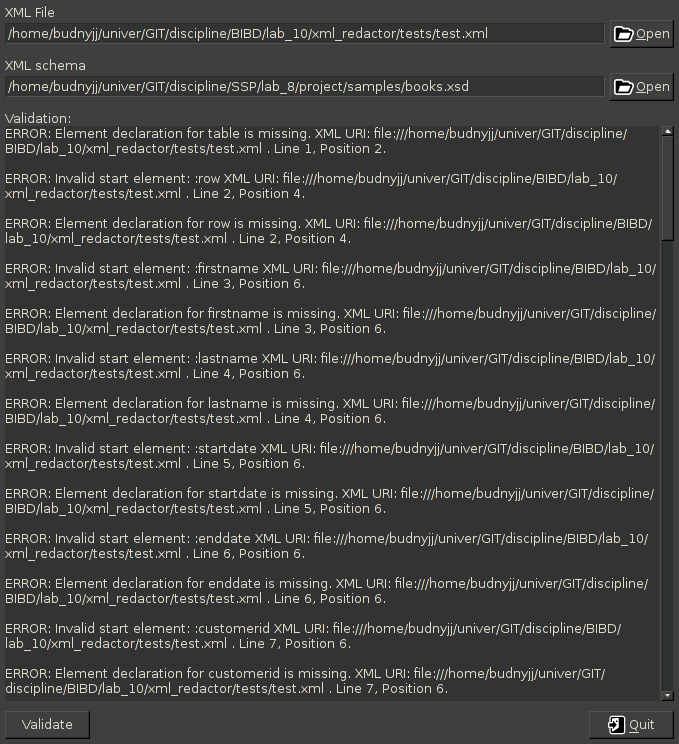 XML File
/home/budnyjj/univer/GIT/discipline/BIBD/lab_10/xml_redactor/tests/test.xml
Open
XML schema
/home/budnyjj/univer/GIT/discipline/SSP/lab_8/project/samples/books.xsd
Open
Validation:
ERROR: Element declaration for table is missing. XML URI: file:///home/budnyjj/univer/GIT/discipline/
BIBD/lab_10/xml_redactor/tests/test.xml . Line 1, Position 2.
ERROR: Invalid start element: :row XML URI: file:///home/budnyjj/univer/GIT/discipline/BIBD/lab_10/
xml_redactor/tests/test.xml . Line 2, Position 4.
ERROR: Element declaration for row is missing. XML URI: file:///home/budnyjj/univer/GIT/discipline/BIBD/
lab_10/xml_redactor/tests/test.xml . Line 2, Position 4.
ERROR: Invalid start element: :firstname XML URI: file:///home/budnyjj/univer/GIT/discipline/BIBD/lab_10/
xml_redactor/tests/test.xml . Line 3, Position 6.
ERROR: Element declaration for firstname is missing. XML URI: file:///home/budnyjj/univer/GIT/discipline/
BIBD/lab_10/xml_redactor/tests/test.xml . Line 3, Position 6.
ERROR: Invalid start element: :lastname XML URI: file:///home/budnyjj/univer/GIT/discipline/BIBD/lab_10/
xml_redactor/tests/test.xml . Line 4, Position 6.
ERROR: Element declaration for lastname is missing. XML URI: file:///home/budnyjj/univer/GIT/discipline/
BIBD/lab_10/xml_redactor/tests/test.xml . Line 4, Position 6.
ERROR: Invalid start element: :startdate XML URI: file:///home/budnyjj/univer/GIT/discipline/BIBD/lab_10/
xml_redactor/tests/test.xml . Line 5, Position 6.
ERROR: Element declaration for startdate is missing. XML URI: file:///home/budnyjj/univer/GIT/discipline/
BIBD/lab_10/xml_redactor/tests/test.xml . Line 5, Position 6.
ERROR: Invalid start element: :enddate XML URI: file:///home/budnyjj/univer/GIT/discipline/BIBD/lab_10/
xml_redactor/tests/test.xml . Line 6, Position 6.
ERROR: Element declaration for enddate is missing. XML URI: file:///home/budnyjj/univer/GIT/discipline/
BIBD/lab_10/xml_redactor/tests/test.xml . Line 6, Position 6.
ERROR: Invalid start element: :customerid XML URI: file:///home/budnyjj/univer/GIT/discipline/BIBD/
lab_10/xml_redactor/tests/test.xml . Line 7, Position 6.
ERROR: Element declaration for customerid is missing. XML URI: file:///home/budnyjj/univer/GIT/
discipline/BIBD/lab_10/xml_redactor/tests/test.xml . Line 7, Position 6.
Validate
Quit